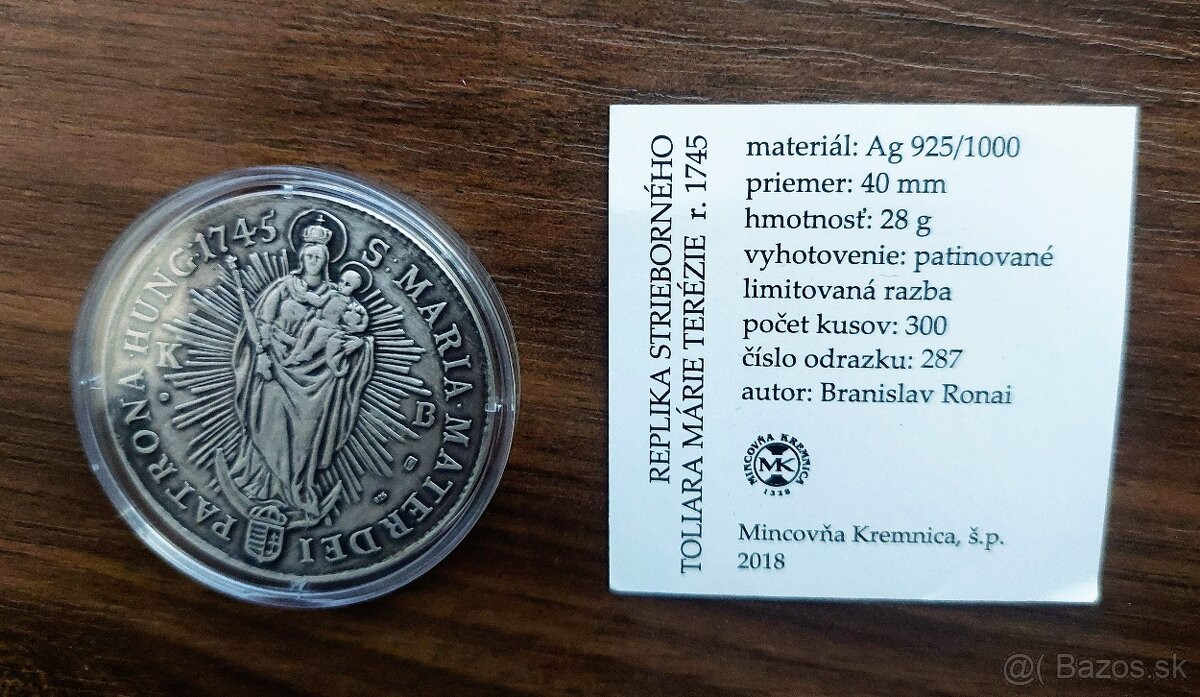 S·MARIA·MATER DEI
PATRONA HUNG·1745
K B
REPLIKA STRIEBORNÉHO
TOLIARA MÁRIE TERÉZIE r. 1745
materiál: Ag 925/1000
priemer: 40 mm
hmotnosť: 28 g
vyhotovenie: patinované
limitovaná razba
počet kusov: 300
číslo odrazku: 287
autor: Branislav Ronai
MINCOVŇA KREMNICA
MK
1328
Mincovňa Kremnica, š.p.
2018
@( Bazos.sk